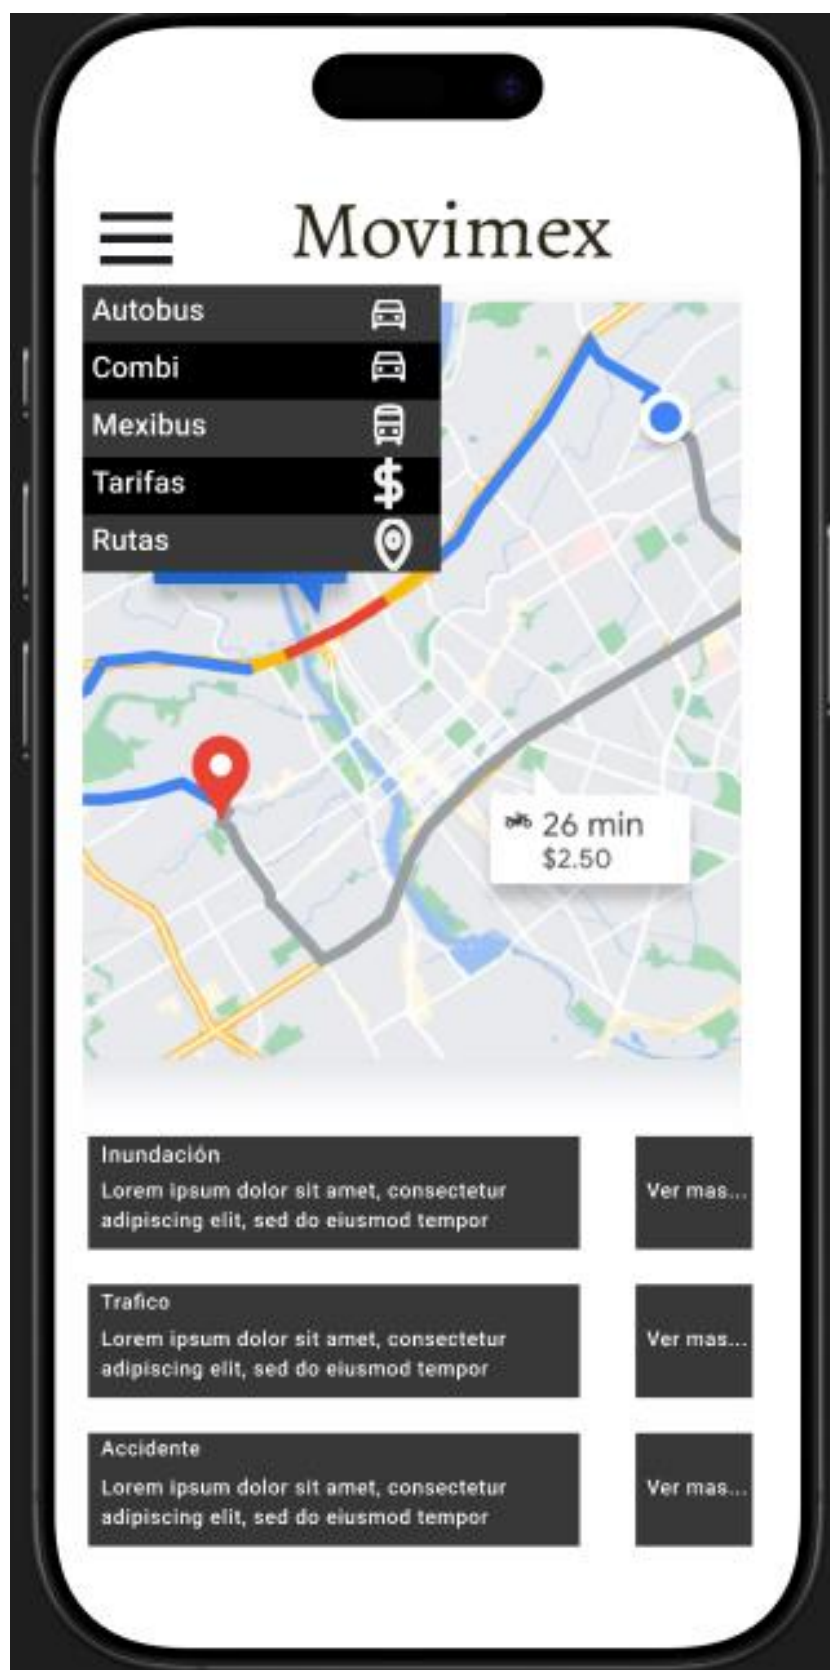 Movimex
Autobus
Combi
Mexibus
Tarifas
$
Rutas
26 min
$2.50
Inundación
Lorem ipsum dolor sit amet, consectetur
adipiscing elit, sed do eiusmod tempor
Ver mas...
Trafico
Lorem ipsum dolor sit amet, consectetur
adipiscing elit, sed do eiusmod tempor
Ver mas...
Accidente
Lorem ipsum dolor sit amet, consectetur
adipiscing elit, sed do eiusmod tempor
Ver mas...